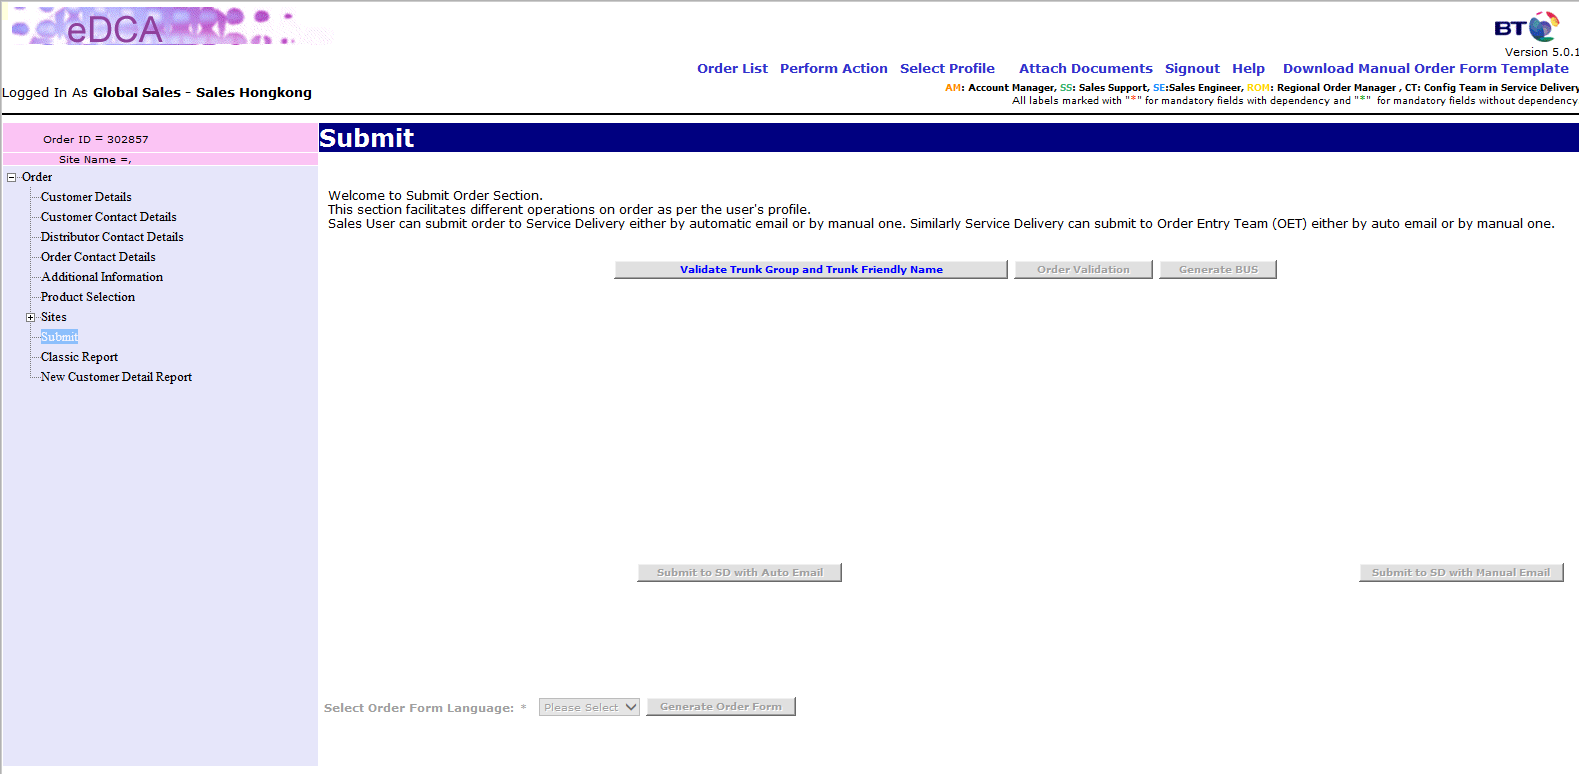 eDCA
BT
Version 5.0.1
Order List Perform Action Select Profile Attach Documents Signout Help Download Manual Order Form Template
Logged In As Global Sales - Sales Hongkong
AM: Account Manager, SS: Sales Support, SE:Sales Engineer, ROM: Regional Order Manager , CT: Config Team in Service Delivery
All labels marked with "*" for mandatory fields with dependency and "*" for mandatory fields without dependency
Order ID = 302857
Site Name =,
Submit
Order
Customer Details
Customer Contact Details
Distributor Contact Details
Order Contact Details
Additional Information
Product Selection
Sites
Submit
Classic Report
New Customer Detail Report
Welcome to Submit Order Section.
This section facilitates different operations on order as per the user's profile.
Sales User can submit order to Service Delivery either by automatic email or by manual one. Similarly Service Delivery can submit to Order Entry Team (OET) either by auto email or by manual one.
Validate Trunk Group and Trunk Friendly Name Order Validation Generate BUS
Submit to SD with Auto Email Submit to SD with Manual Email
Select Order Form Language: * Please Select Generate Order Form